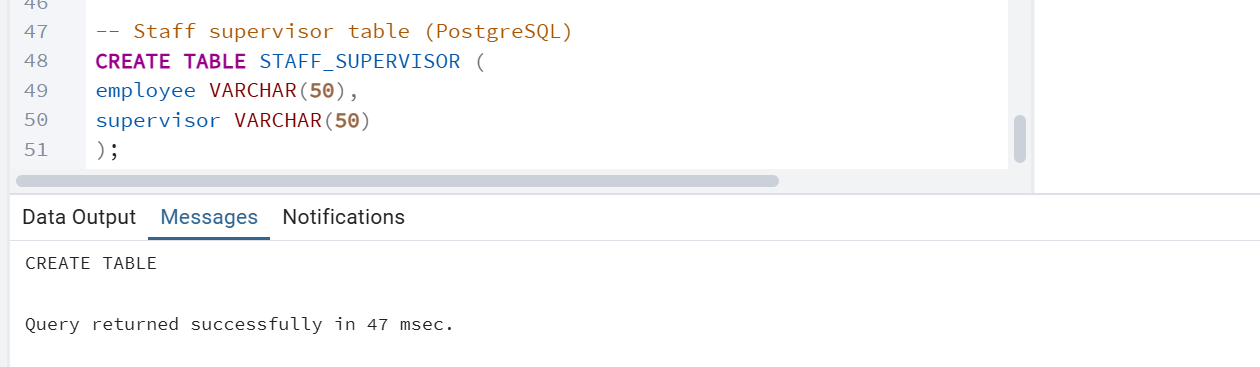 46
47 -- Staff supervisor table (PostgreSQL)
48 CREATE TABLE STAFF_SUPERVISOR (
49 employee VARCHAR(50),
50 supervisor VARCHAR(50)
51 );
Data Output Messages Notifications
CREATE TABLE
Query returned successfully in 47 msec.